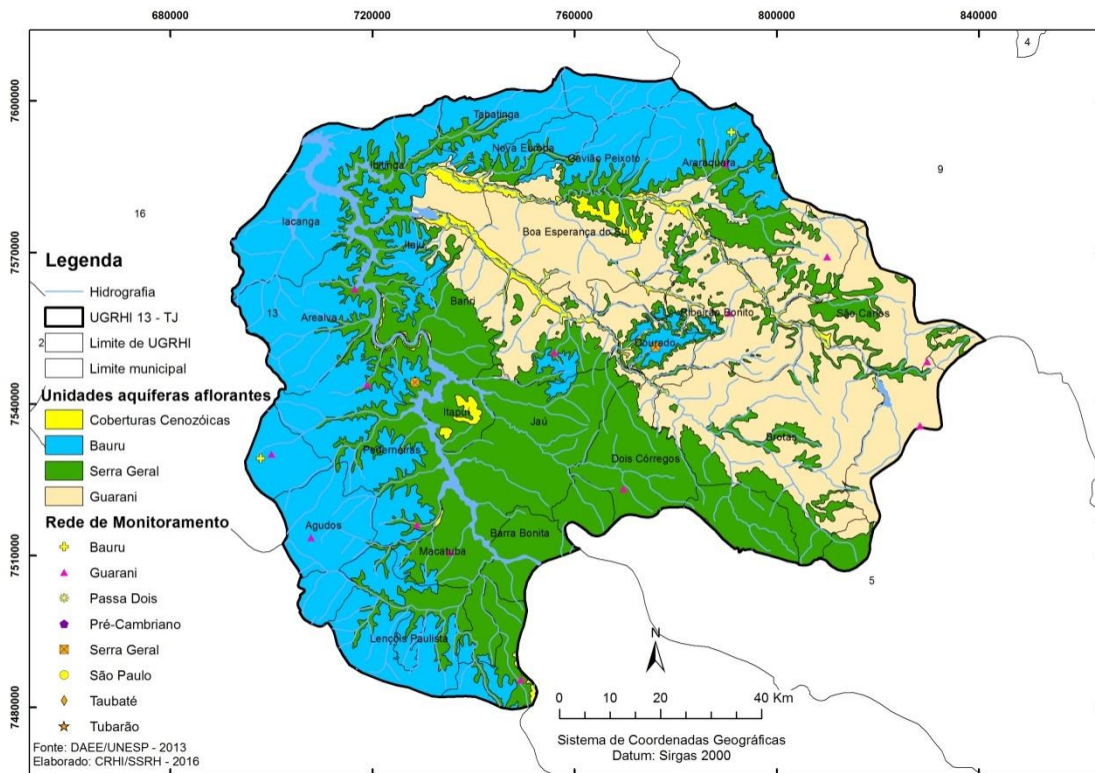 680000 720000 760000 800000 840000
7600000
7570000
7540000
7510000
7480000
4
9
16
13
2
5
Tabatinga
Nova Europa
Gavião Peixoto
Araraquara
Ibitinga
Iacanga
Itaju
Boa Esperança do Sul
Bariri
Arealva
Ribeirão Bonito
São Carlos
Dourado
Itapuí
Jaú
Brotas
Pederneiras
Dois Córregos
Agudos
Barra Bonita
Macatuba
Lençóis Paulista
Legenda
Hidrografia
UGRHI 13 - TJ
Limite de UGRHI
Limite municipal
Unidades aquíferas aflorantes
Coberturas Cenozóicas
Bauru
Serra Geral
Guarani
Rede de Monitoramento
Bauru
Guarani
Passa Dois
Pré-Cambriano
Serra Geral
São Paulo
Taubaté
Tubarão
Fonte: DAEE/UNESP - 2013
Elaborado: CRHI/SSRH - 2016
N
0 20 40 Km
Sistema de Coordenadas Geográficas
Datum: Sirgas 2000